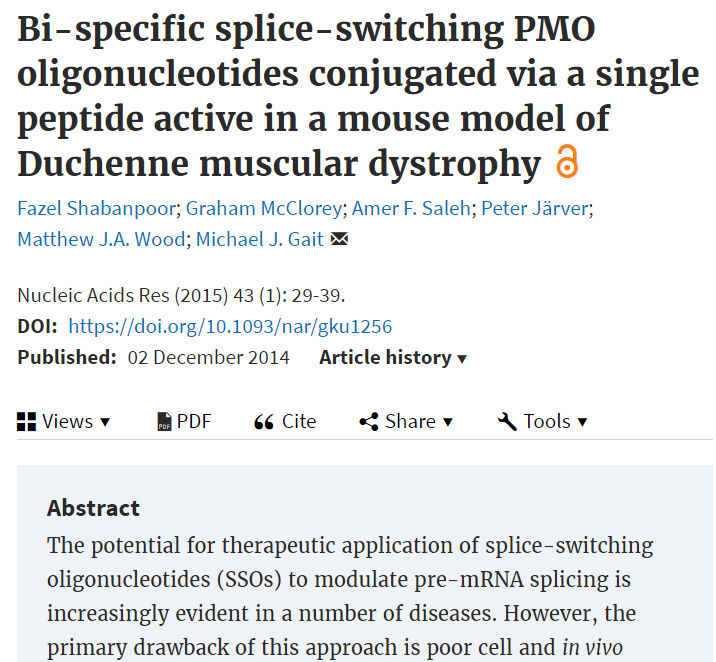 Bi-specific splice-switching PMO
oligonucleotides conjugated via a single
peptide active in a mouse model of
Duchenne muscular dystrophy
Fazel Shabanpoor; Graham McClorey; Amer F. Saleh; Peter Järver;
Matthew J.A. Wood; Michael J. Gait
Nucleic Acids Res (2015) 43 (1): 29-39.
DOI: https://doi.org/10.1093/nar/gku1256
Published: 02 December 2014 Article history ▼
Views ▼ PDF Cite Share ▼ Tools ▼
Abstract
The potential for therapeutic application of splice-switching
oligonucleotides (SSOs) to modulate pre-mRNA splicing is
increasingly evident in a number of diseases. However, the
primary drawback of this approach is poor cell and in vivo